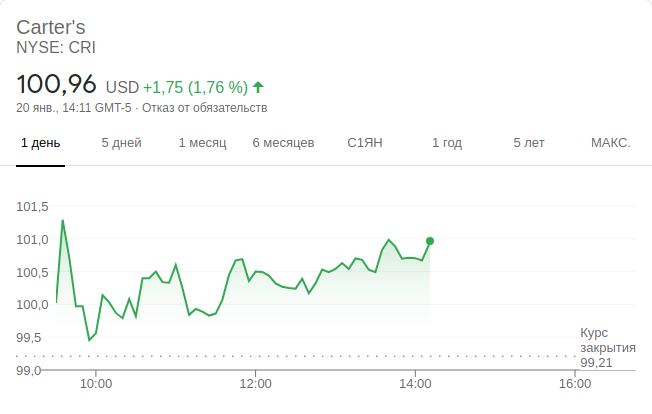 Carter's
NYSE: CRI
100,96 USD +1,75 (1,76 %)
20 янв., 14:11 GMT-5 · Отказ от обязательств
1 день 5 дней 1 месяц 6 месяцев С1ЯН 1 год 5 лет МАКС.
101,5
101,0
100,5
100,0
99,5
99,0
Курс
закрытия
99,21
10:00 12:00 14:00 16:00